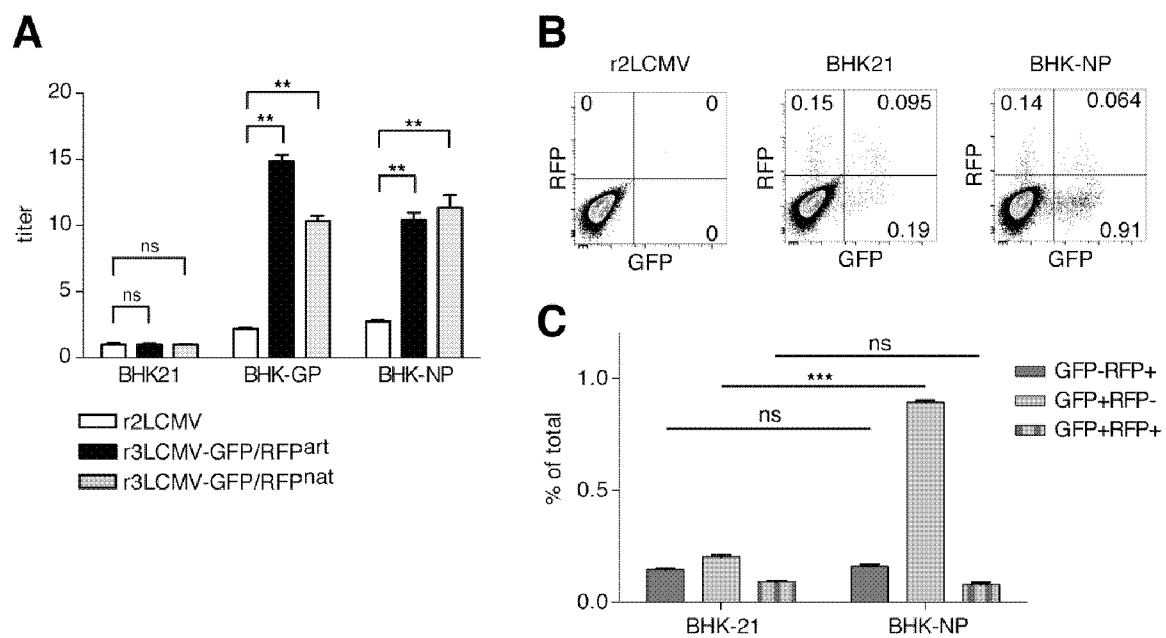 A
titer
20
15
10
5
0
**
**
**
**
ns
ns
BHK21
BHK-GP
BHK-NP
r2LCMV
r3LCMV-GFP/RFPart
r3LCMV-GFP/RFPnat
B
r2LCMV
BHK21
BHK-NP
RFP
0
0
0
GFP
RFP
0.15
0.095
0.19
GFP
RFP
0.14
0.064
0.91
GFP
C
% of total
1.0
0.5
0.0
ns
***
ns
BHK-21
BHK-NP
GFP-RFP+
GFP+RFP-
GFP+RFP+